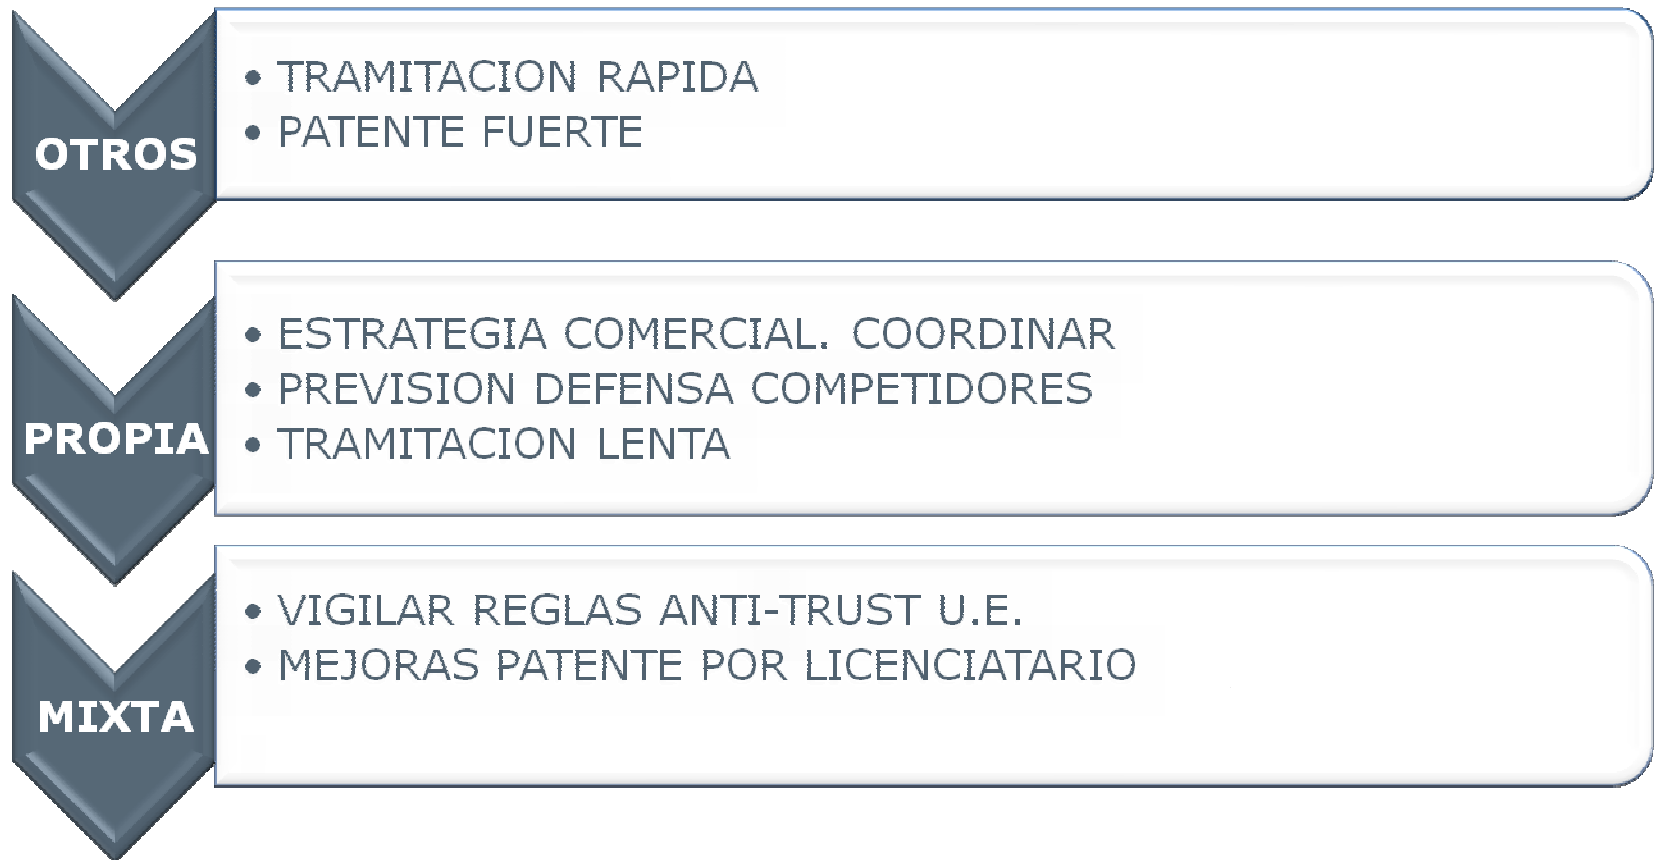 OTROS
• TRAMITACION RAPIDA
• PATENTE FUERTE
PROPIA
• ESTRATEGIA COMERCIAL. COORDINAR
• PREVISION DEFENSA COMPETIDORES
• TRAMITACION LENTA
MIXTA
• VIGILAR REGLAS ANTI-TRUST U.E.
• MEJORAS PATENTE POR LICENCIATARIO